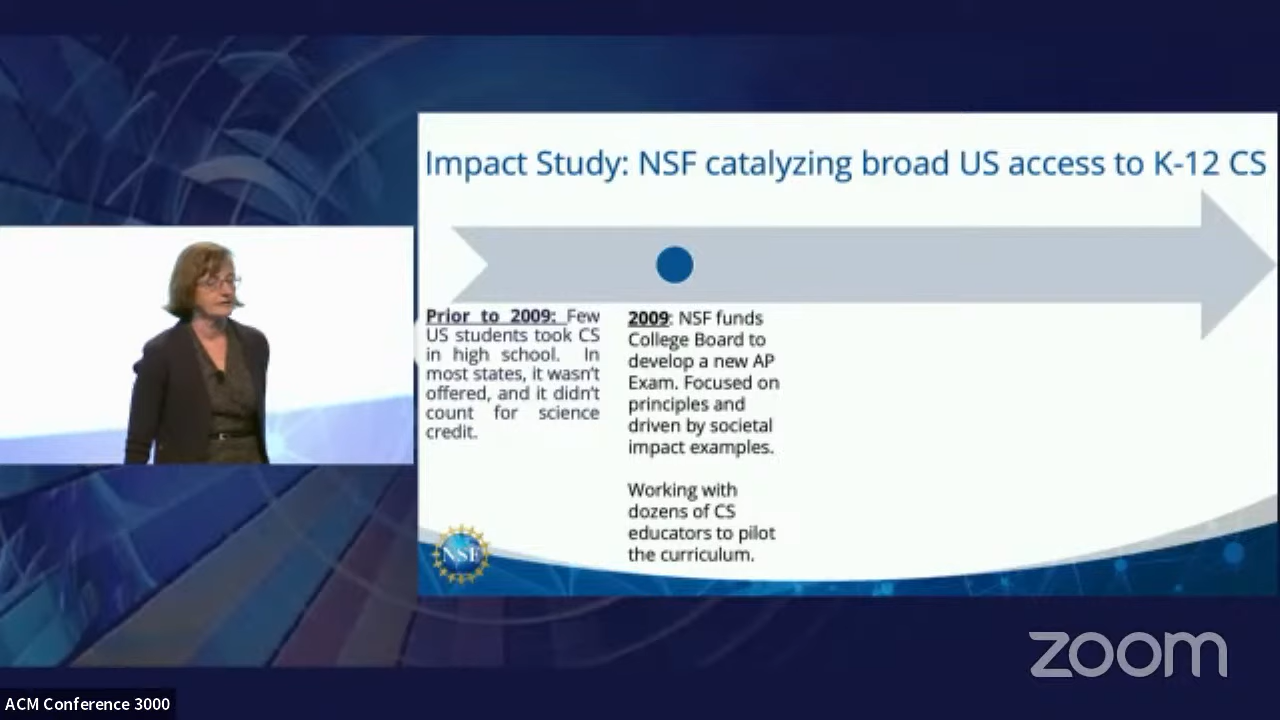 Impact Study: NSF catalyzing broad US access to K-12 CS
Prior to 2009: Few
US students took CS
in high school. In
most states, it wasn't
offered, and it didn't
count for science
credit.
2009: NSF funds
College Board to
develop a new AP
Exam. Focused on
principles and
driven by societal
impact examples.
Working with
dozens of CS
educators to pilot
the curriculum.
NSF
zoom
ACM Conference 3000